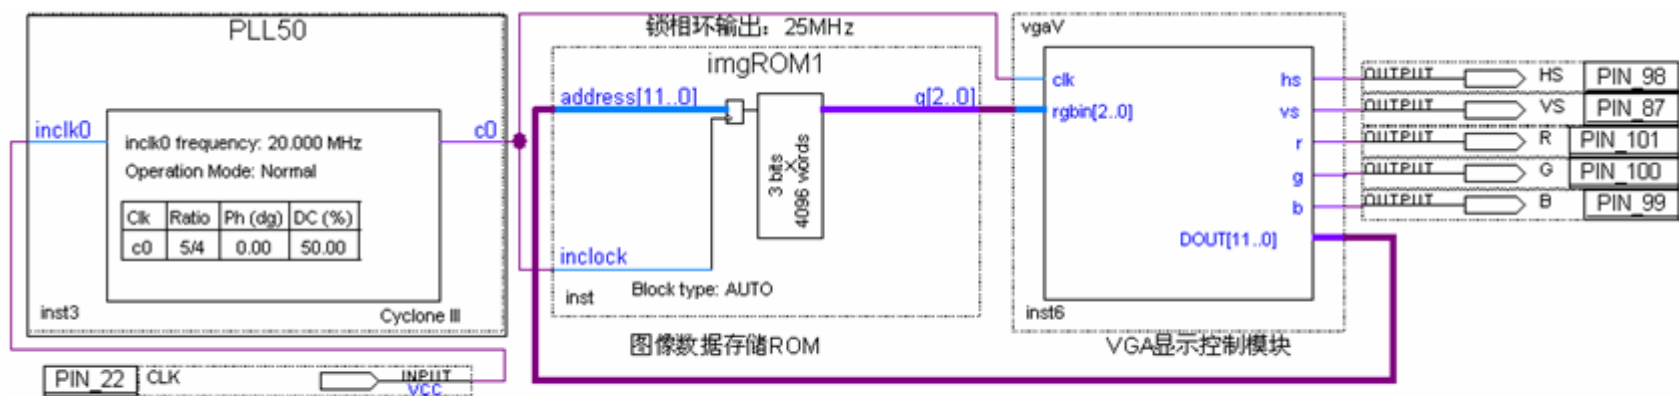 PLL50
inclk0
c0
inclk0 frequency: 20.000 MHz
Operation Mode: Normal
Clk Ratio Ph (dg) DC (%)
c0 5/4 0.00 50.00
inst3
Cyclone III
PIN_22 CLK INPUT
VCC
锁相环输出：25MHz
imgROM1
address[11..0]
q[2..0]
3 bits
×
4096 words
inclock
inst
Block type: AUTO
图像数据存储ROM
vgaV
clk
rgbin[2..0]
hs
vs
r
g
b
DOUT[11..0]
inst6
VGA显示控制模块
OUTPUT HS PIN_98
OUTPUT VS PIN_87
OUTPUT R PIN_101
OUTPUT G PIN_100
OUTPUT B PIN_99